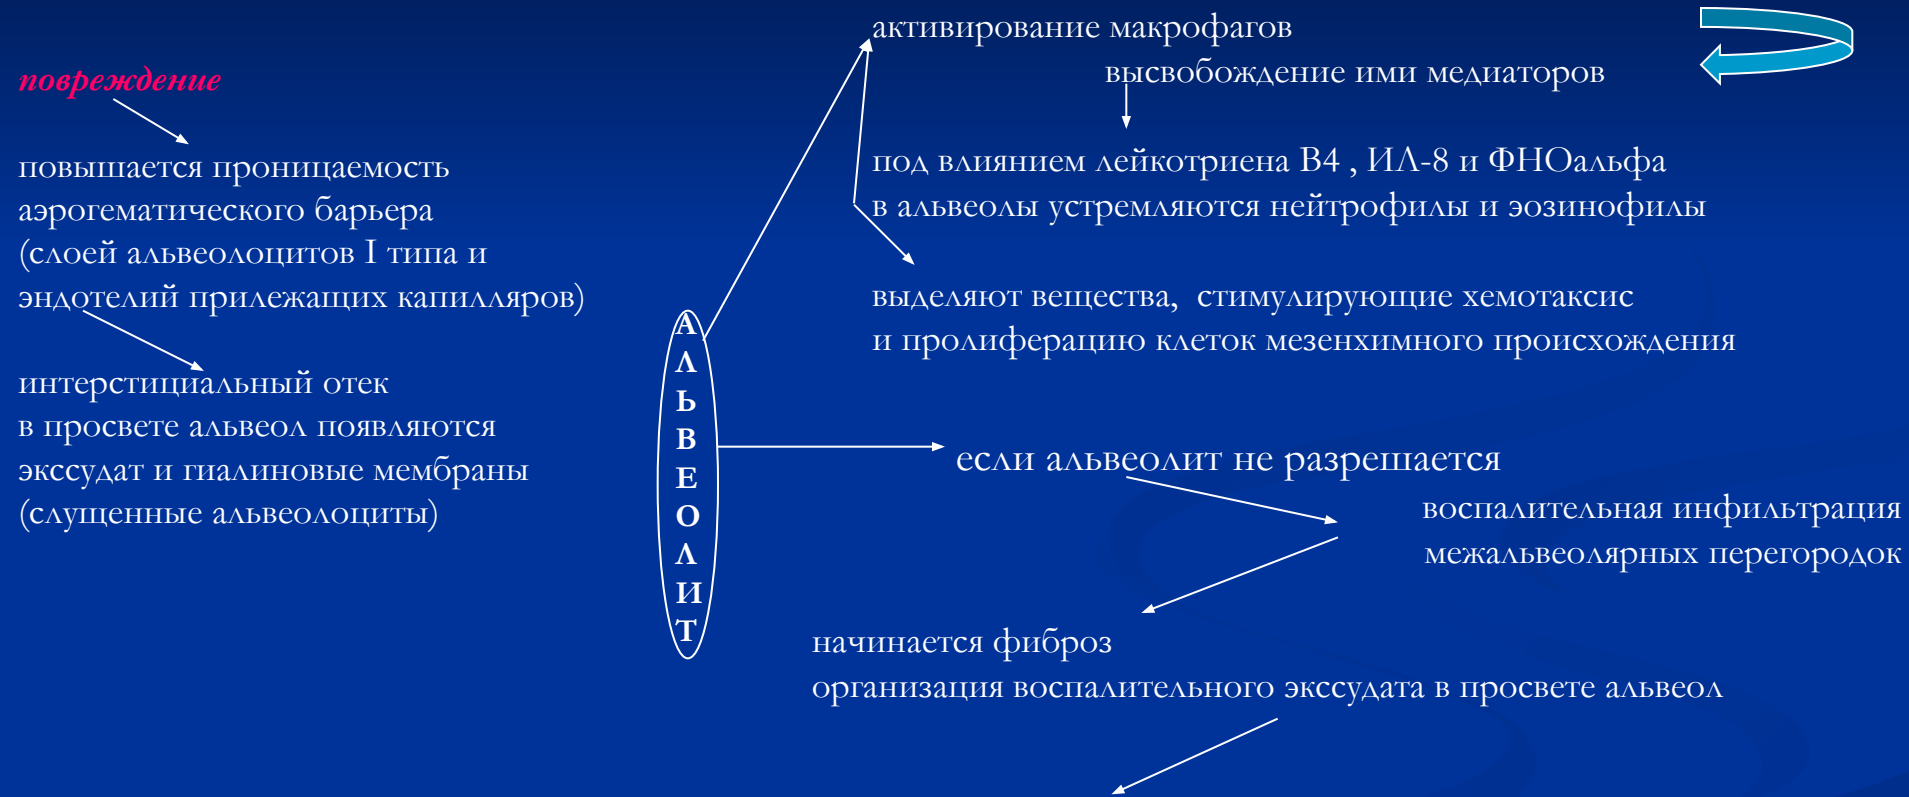 повреждение
повышается проницаемость
аэрогематического барьера
(слоей альвеолоцитов I типа и
эндотелий прилежащих капилляров)
интерстициальный отек
в просвете альвеол появляются
экссудат и гиалиновые мембраны
(слущенные альвеолоциты)
А
Л
Ь
В
Е
О
Л
И
Т
активирование макрофагов
высвобождение ими медиаторов
под влиянием лейкотриена В4 , ИЛ-8 и ФНОальфа
в альвеолы устремляются нейтрофилы и эозинофилы
выделяют вещества, стимулирующие хемотаксис
и пролиферацию клеток мезенхимного происхождения
если альвеолит не разрешается
воспалительная инфильтрация
межальвеолярных перегородок
начинается фиброз
организация воспалительного экссудата в просвете альвеол